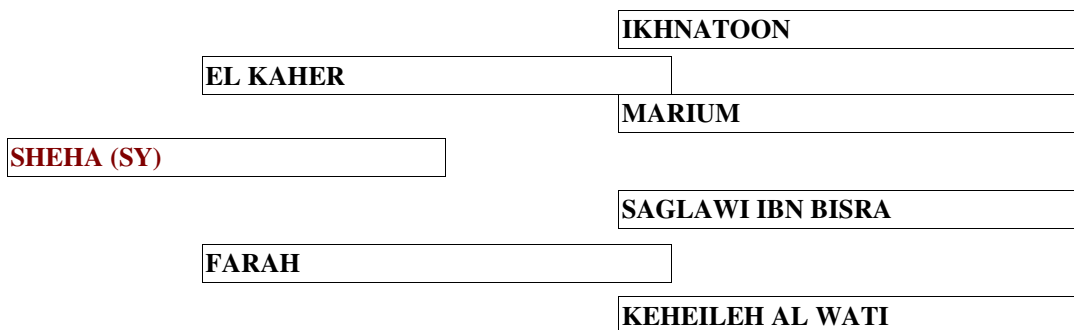 IKHNATOON
EL KAHER
MARIUM
SHEHA (SY)
SAGLAWI IBN BISRA
FARAH
KEHEILEH AL WATI